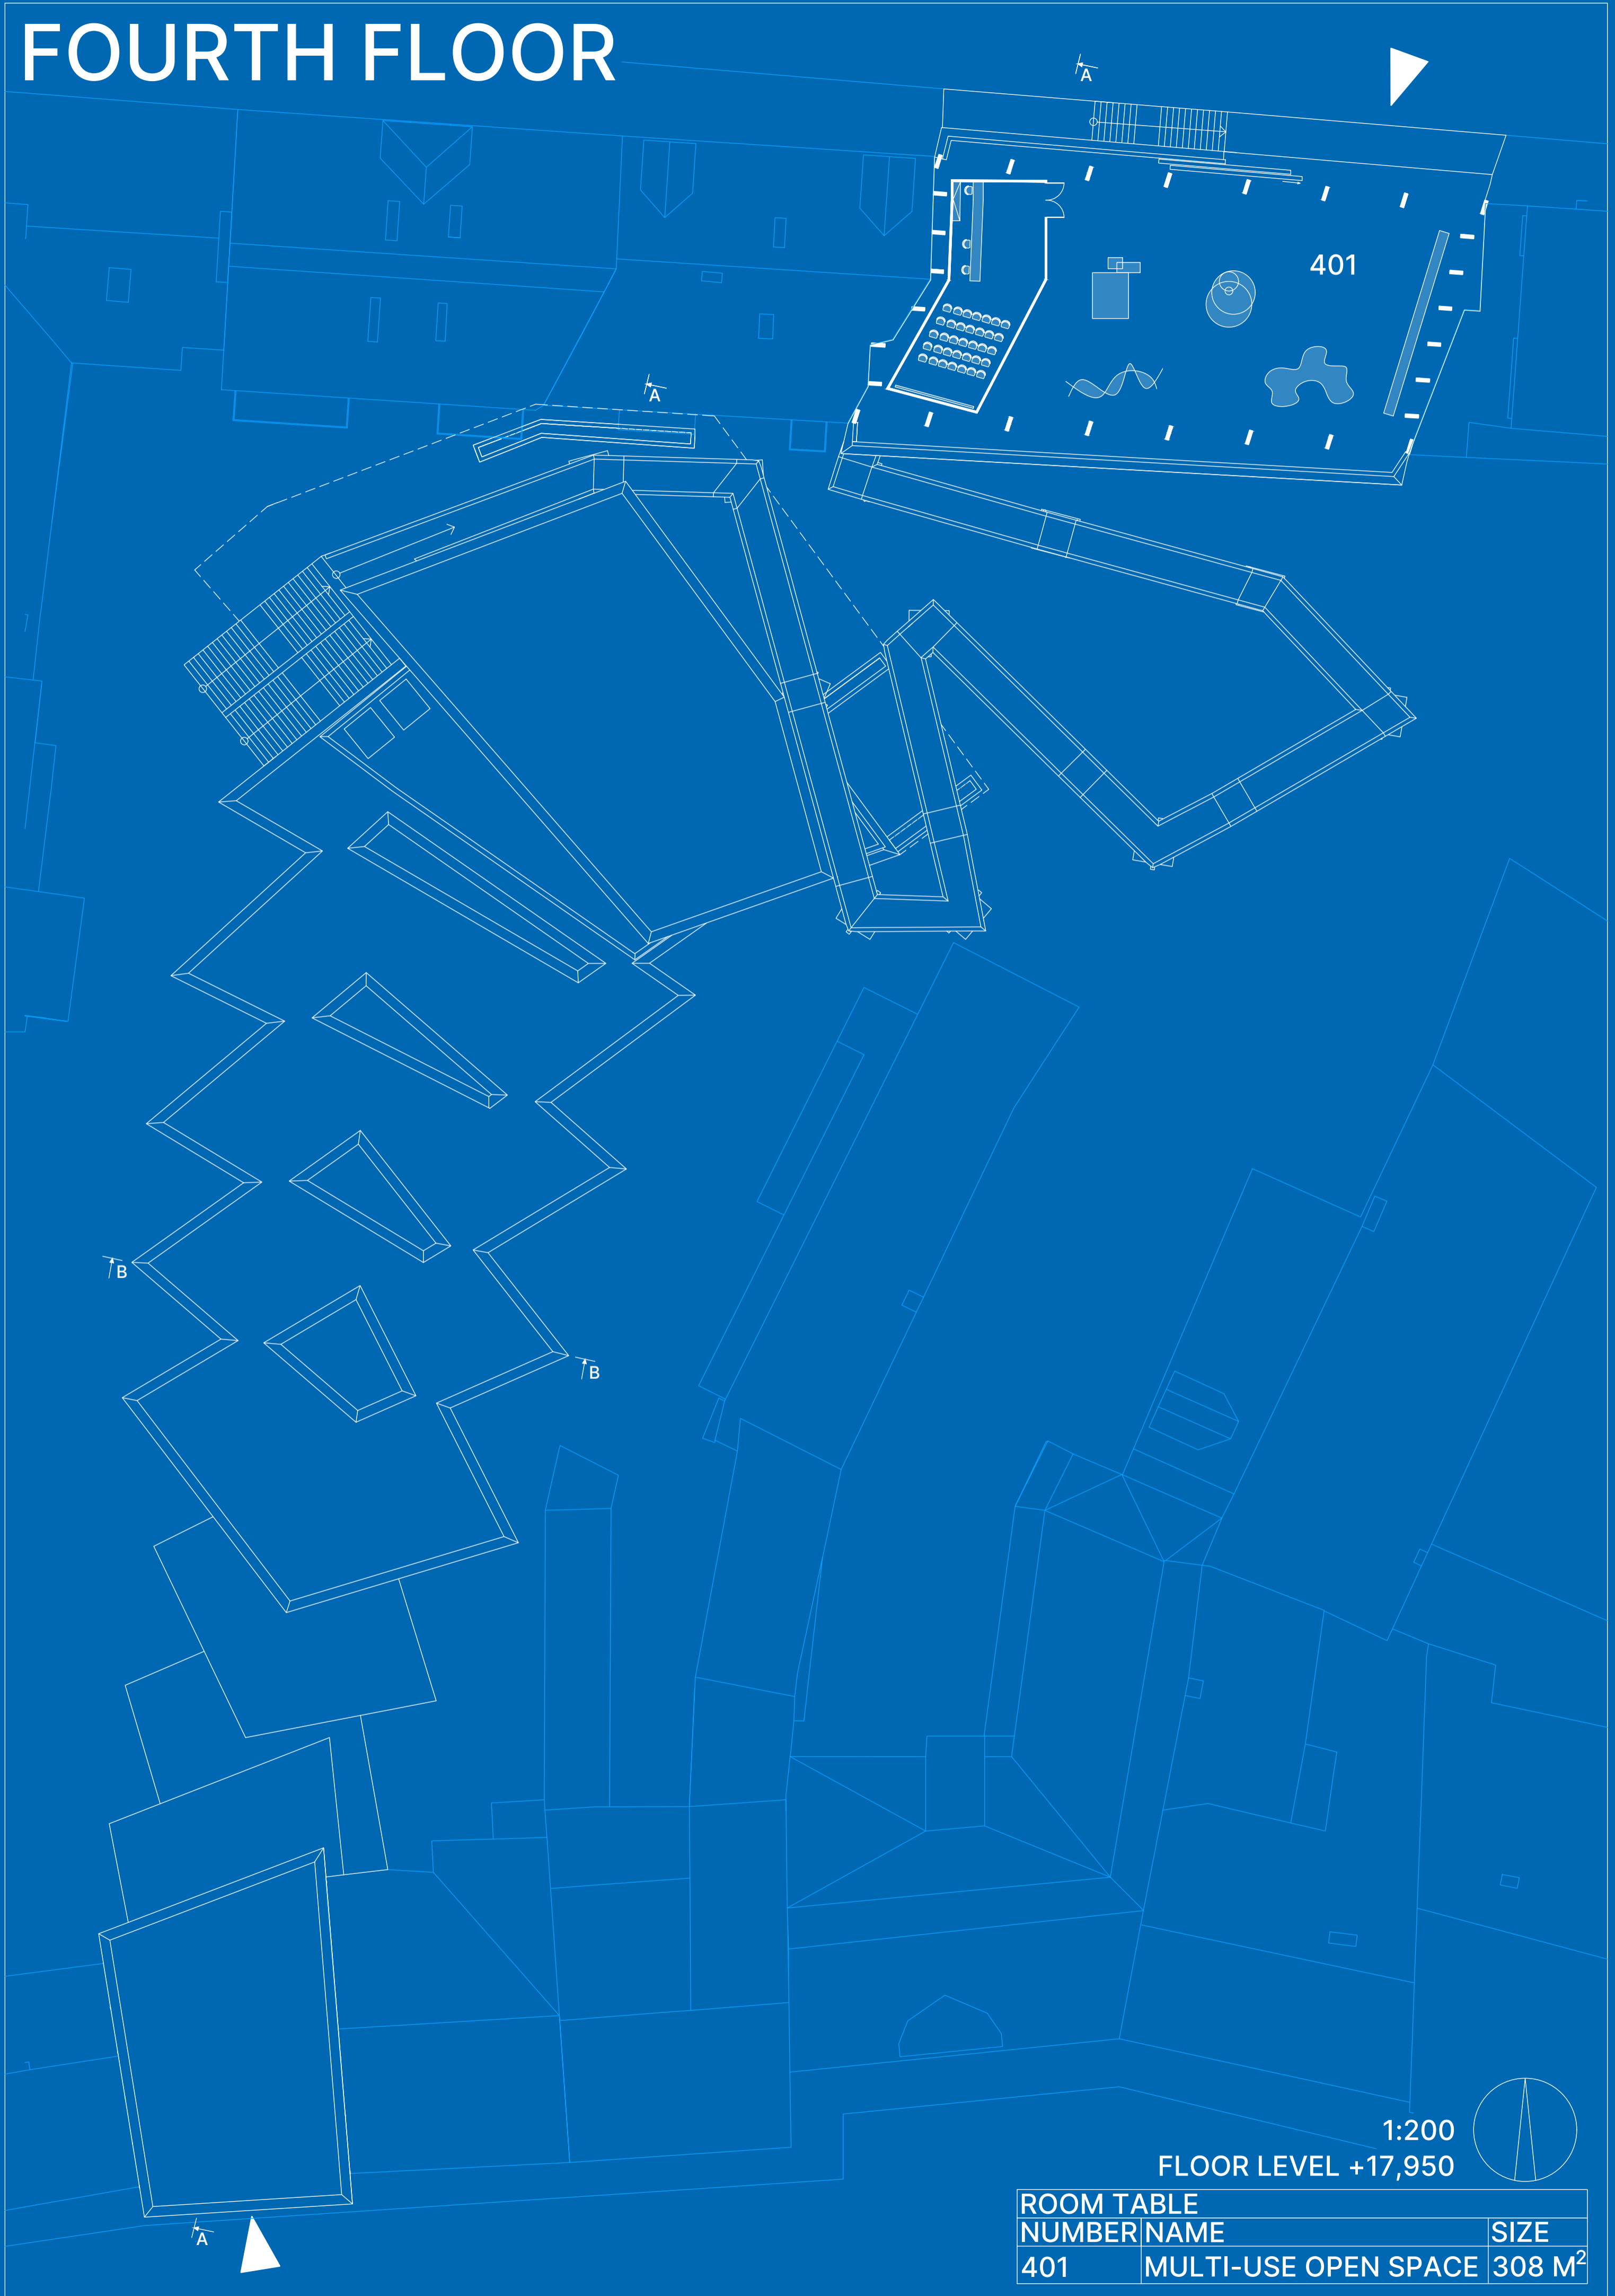 FOURTH FLOOR
A
401
A
B
B
1:200
FLOOR LEVEL +17,950
ROOM TABLE
NUMBER NAME SIZE
401 MULTI-USE OPEN SPACE 308 M²
A